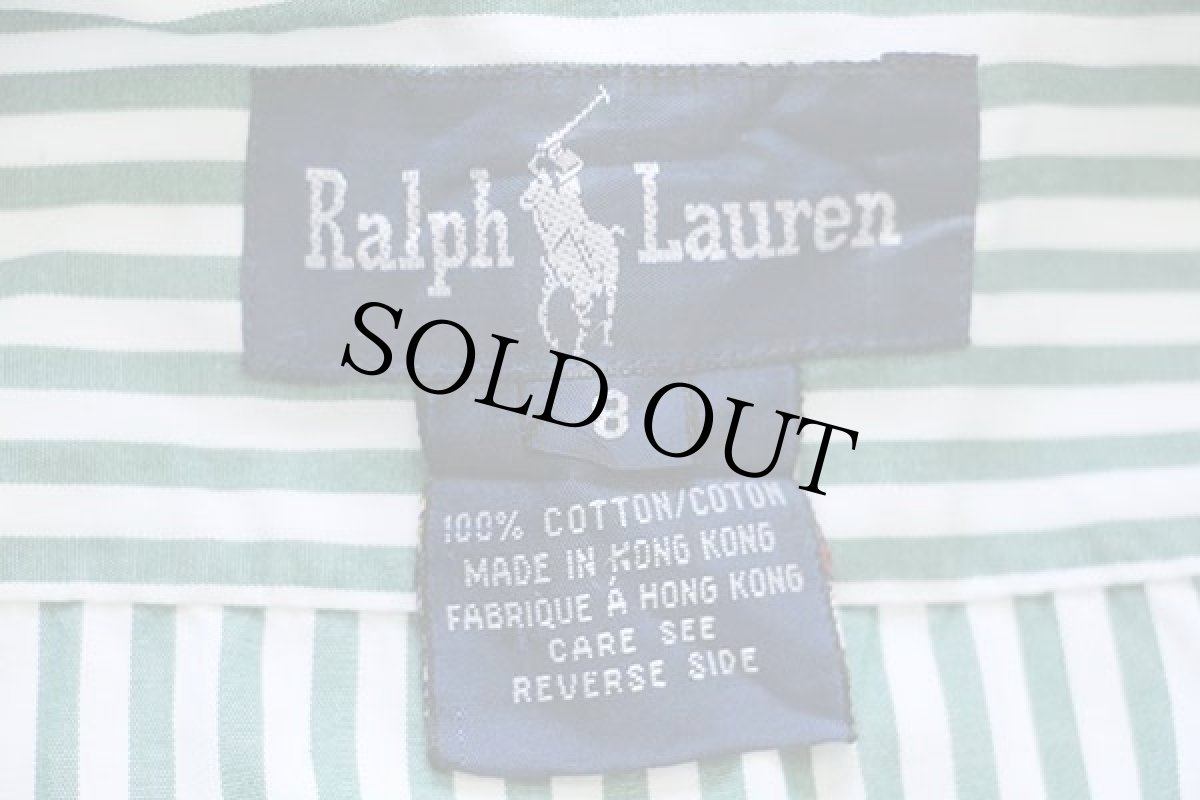 Ralph Lauren
SOLD OUT
8
100% COTTON/COTON
MADE IN HONG KONG
FABRIQUE À HONG KONG
CARE SEE
REVERSE SIDE